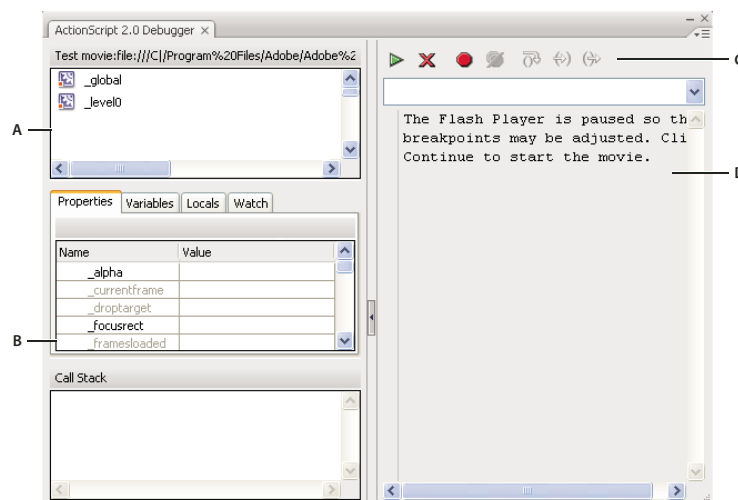 ActionScript 2.0 Debugger ×
Test movie:file:///C|/Program%20Files/Adobe/Adobe%2
_global
_level0
A
Properties Variables Locals Watch
Name Value
_alpha
_currentframe
_droptarget
_focusrect
_framesloaded
B
Call Stack
The Flash Player is paused so th
breakpoints may be adjusted. Cli
Continue to start the movie.